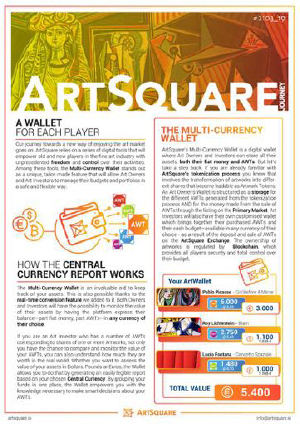 #2103_19
ARTSQUARE
JOURNEY
A WALLET
FOR EACH PLAYER
Our journey towards a new way of enjoying the art market
goes on. ArtSquare relies on a series of digital tools that will
empower old and new players in the fine art industry with
unprecedented freedom and control over their activities.
Among these tools, the Multi-Currency Wallet stands out
as a unique, tailor-made feature that will allow Art Owners
and Art Investors to manage their budgets and portfolios in
a safe and flexible way.
AWT
AWT
AWT
HOW THE CENTRAL
CURRENCY REPORT WORKS
The Multi-Currency Wallet is an invaluable aid to keep
track of your assets. This is also possible thanks to the
real-time conversion feature we added to it. Both Owners
and Investors will have the possibility to monitor the value
of their assets by having the platform express their
balance—part fiat money, part AWTs—in any currency of
their choice.
If you are an Art Investor who has a number of AWTs
corresponding to shares of one or more artworks, not only
you have the chance to compare and monitor the value of
your AWTs, you can also understand how much they are
worth in the real world. Whether you want to assess the
value of your assets in Dollars, Pounds or Euros, the Wallet
allows you to do that by generating an easily legible report
based on your chosen Central Currency. By grouping your
funds in one place, the Wallet empowers you with the
knowledge necessary to make smart decisions about your
AWTs.
THE MULTI-CURRENCY
WALLET
ArtSquare's Multi-Currency Wallet is a digital wallet
where Art Owners and Investors can store all their
assets, both their fiat money and AWTs. But let's
take a step back. If you are already familiar with
ArtSquare's tokenization process you know that
involves the transformation of artworks into differ-
ent shares that become tradable as Artwork Tokens.
An Art Owner's Wallet is structured as a storage for
the different AWTs generated from the tokenization
process AND for the money made from the sale of
AWTs through the listing on the Primary Market. Art
Investors will also have their own customized wallet
which brings together their purchased AWTs and
their cash budget—available in any currency of their
choice—as a result of the deposit and sale of AWTs
on the ArtSquare Exchange. The ownership of
artworks is regulated by Blockchain, which
provides all players security and total control over
their budget.
Your ArtWallet
Pablo Picasso
5.000
€ 3.000
Roy Lichtenstein
2.750
1.100
Lucio Fontana - Concetto Spaziale
1.100
TOTAL VALUE
€ 5.400
artsquare.io
ARTSQUARE
info@artsquare.io